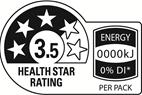 3.5
HEALTH STAR
RATING
ENERGY
0000kJ
0% DI*
PER PACK